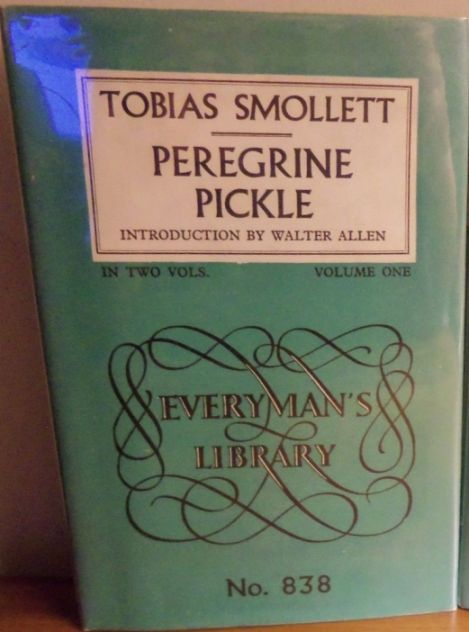 TOBIAS SMOLLETT
PEREGRINE
PICKLE
INTRODUCTION BY WALTER ALLEN
IN TWO VOLS. VOLUME ONE
EVERYMAN'S
LIBRARY
No. 838